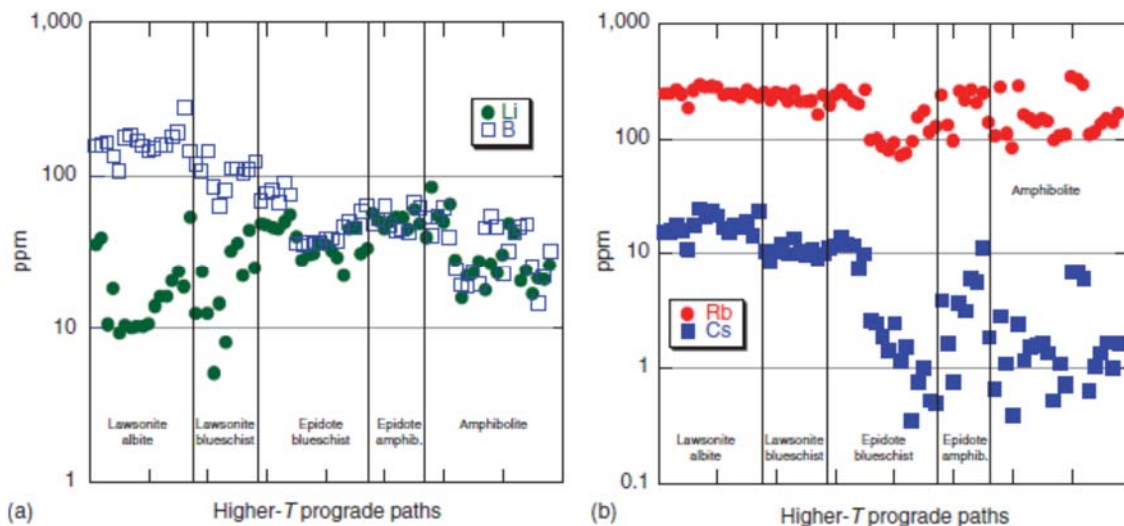 1,000
100
10
1
ppm
Li
B
Lawsonite
albite
Lawsonite
blueschist
Epidote
blueschist
Epidote
amphib.
Amphibolite
(a)
Higher-T prograde paths
1,000
100
10
1
0.1
ppm
Amphibolite
Rb
Cs
Lawsonite
albite
Lawsonite
blueschist
Epidote
blueschist
Epidote
amphib.
(b)
Higher-T prograde paths